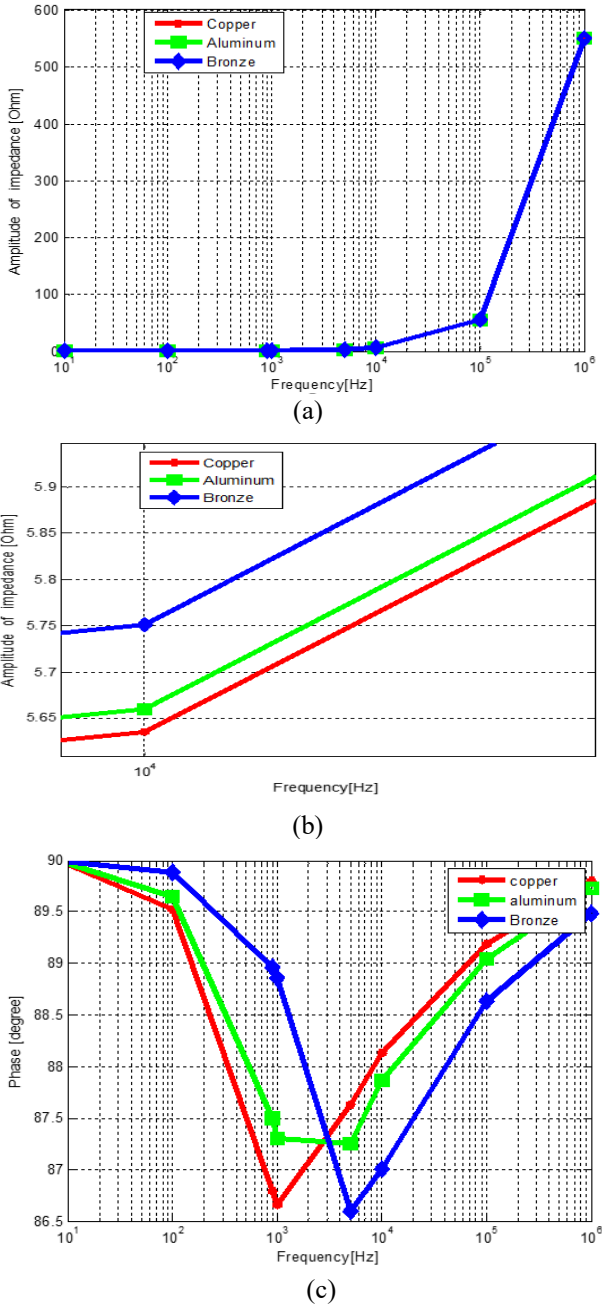 600
500
400
300
200
100
0
Amplitude of impedance [Ohm]
Copper
Aluminum
Bronze
10^1
10^2
10^3
10^4
10^5
10^6
Frequency[Hz]
(a)
5.9
5.85
5.8
5.75
5.7
5.65
Amplitude of impedance [Ohm]
Copper
Aluminum
Bronze
10^4
Frequency[Hz]
(b)
90
89.5
89
88.5
88
87.5
87
86.5
Phase [degree]
copper
aluminum
Bronze
10^1
10^2
10^3
10^4
10^5
10^6
Frequency[Hz]
(c)